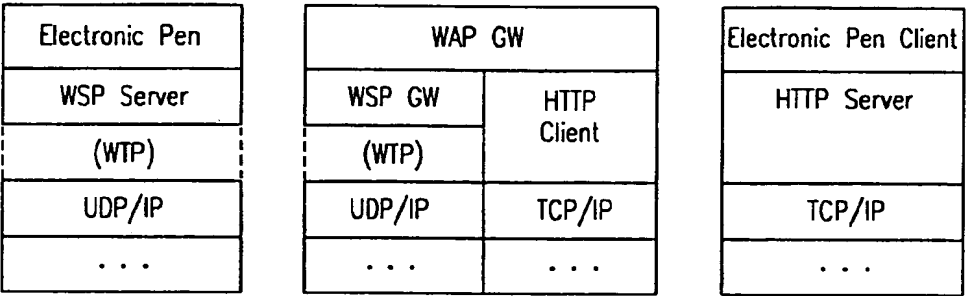 Electronic Pen
WSP Server
(WTP)
UDP/IP
. . .
WAP GW
WSP GW
(WTP)
UDP/IP
. . .
HTTP
Client
TCP/IP
. . .
Electronic Pen Client
HTTP Server
TCP/IP
. . .